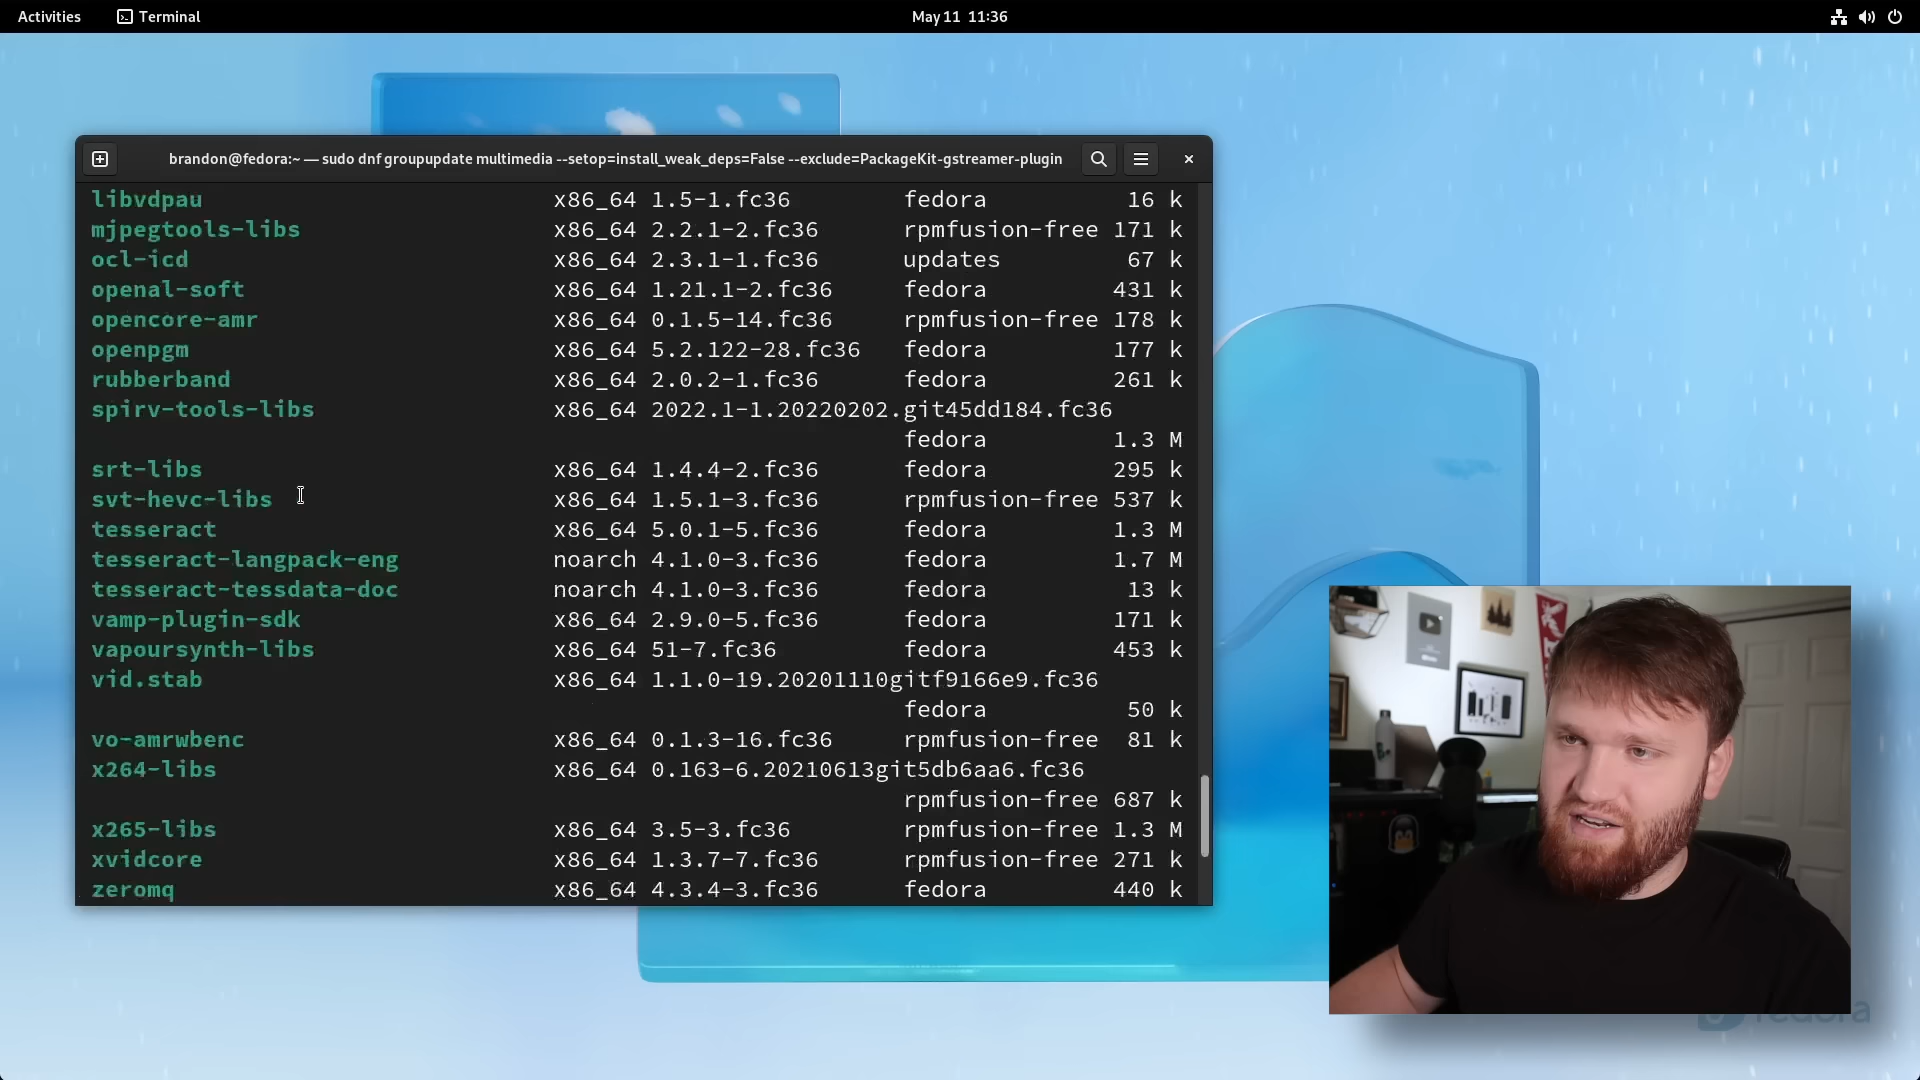 Activities Terminal May 11 11:36
brandon@fedora:~ — sudo dnf groupupdate multimedia --setop=install_weak_deps=False --exclude=PackageKit-gstreamer-plugin
libvdpau x86_64 1.5-1.fc36 fedora 16 k
mjpegtools-libs x86_64 2.2.1-2.fc36 rpmfusion-free 171 k
ocl-icd x86_64 2.3.1-1.fc36 updates 67 k
openal-soft x86_64 1.21.1-2.fc36 fedora 431 k
opencore-amr x86_64 0.1.5-14.fc36 rpmfusion-free 178 k
openpgm x86_64 5.2.122-28.fc36 fedora 177 k
rubberband x86_64 2.0.2-1.fc36 fedora 261 k
spirv-tools-libs x86_64 2022.1-1.20220202.git45dd184.fc36
fedora 1.3 M
srt-libs x86_64 1.4.4-2.fc36 fedora 295 k
svt-hevc-libs x86_64 1.5.1-3.fc36 rpmfusion-free 537 k
tesseract x86_64 5.0.1-5.fc36 fedora 1.3 M
tesseract-langpack-eng noarch 4.1.0-3.fc36 fedora 1.7 M
tesseract-tessdata-doc noarch 4.1.0-3.fc36 fedora 13 k
vamp-plugin-sdk x86_64 2.9.0-5.fc36 fedora 171 k
vapoursynth-libs x86_64 51-7.fc36 fedora 453 k
vid.stab x86_64 1.1.0-19.20201110gitf9166e9.fc36
fedora 50 k
vo-amrwbenc x86_64 0.1.3-16.fc36 rpmfusion-free 81 k
x264-libs x86_64 0.163-6.20210613git5db6aa6.fc36
rpmfusion-free 687 k
x265-libs x86_64 3.5-3.fc36 rpmfusion-free 1.3 M
xvidcore x86_64 1.3.7-7.fc36 rpmfusion-free 271 k
zeromq x86_64 4.3.4-3.fc36 fedora 440 k
fedora